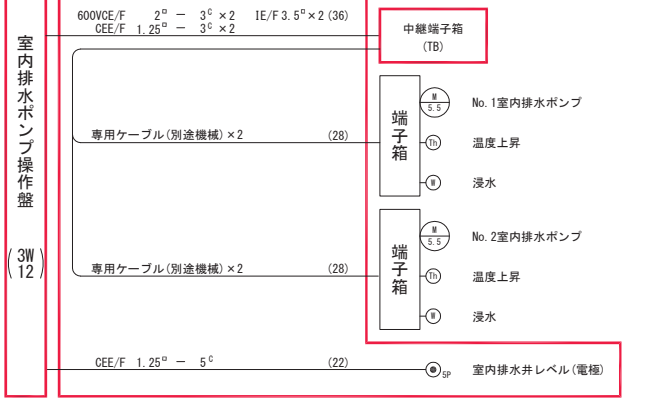 室内排水ポンプ操作盤
(3W
12)
600VCE/F 2□ － 3C ×2 IE/F 3.5□×2 (36)
CEE/F 1.25□ － 3C ×2
中継端子箱
(TB)
専用ケーブル(別途機械)×2 (28)
端子箱
M
5.5
No.1室内排水ポンプ
Th
温度上昇
W
浸水
専用ケーブル(別途機械)×2 (28)
端子箱
M
5.5
No.2室内排水ポンプ
Th
温度上昇
W
浸水
CEE/F 1.25□ － 5C (22)
5P
室内排水井レベル(電極)